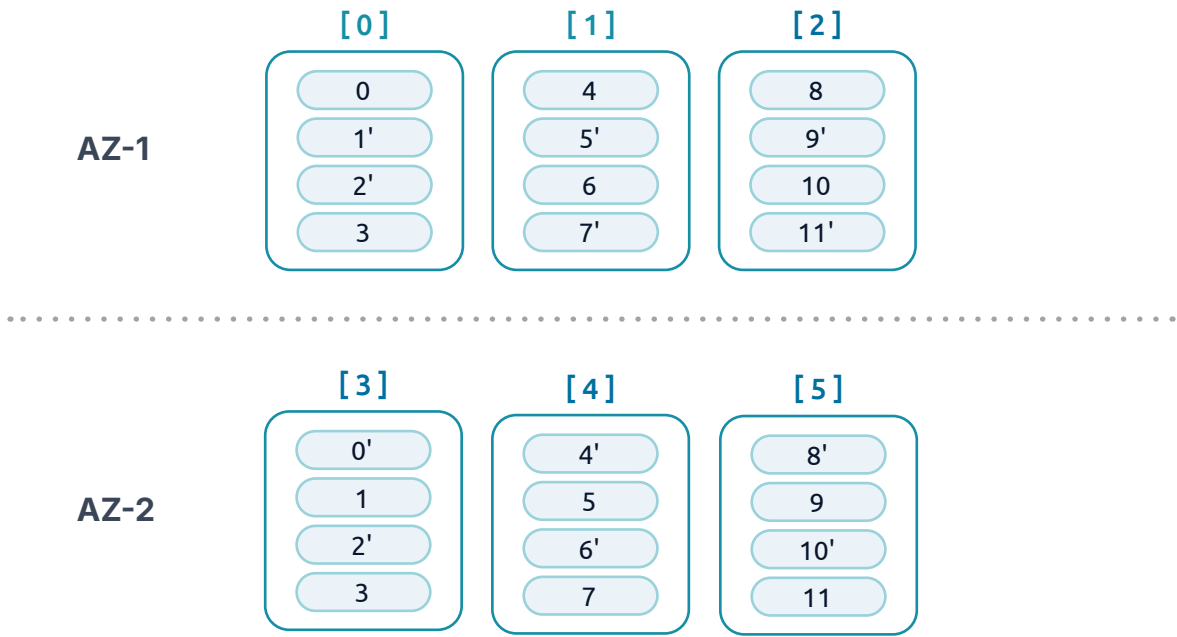 [ 0 ] [ 1 ] [ 2 ]
0 4 8
1' 5' 9'
AZ-1
2' 6 10
3 7' 11'
[ 3 ] [ 4 ] [ 5 ]
0' 4' 8'
1 5 9
AZ-2
2' 6' 10'
3 7 11